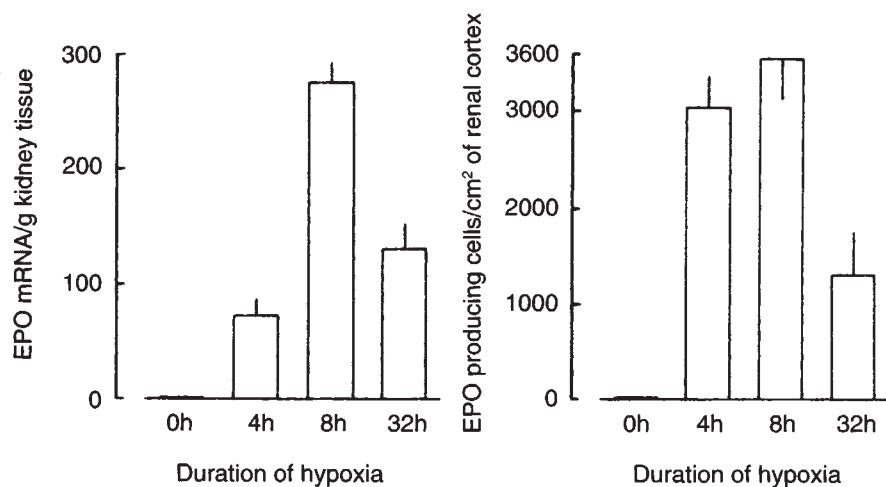 EPO mRNA/g kidney tissue
300
200
100
0
0h 4h 8h 32h
Duration of hypoxia
EPO producing cells/cm² of renal cortex
3600
3000
2000
1000
0
0h 4h 8h 32h
Duration of hypoxia